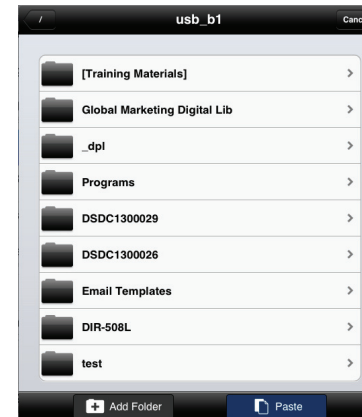 / usb_b1 Canc
[Training Materials]
Global Marketing Digital Lib
_dpl
Programs
DSDC1300029
DSDC1300026
Email Templates
DIR-508L
test
Add Folder Paste